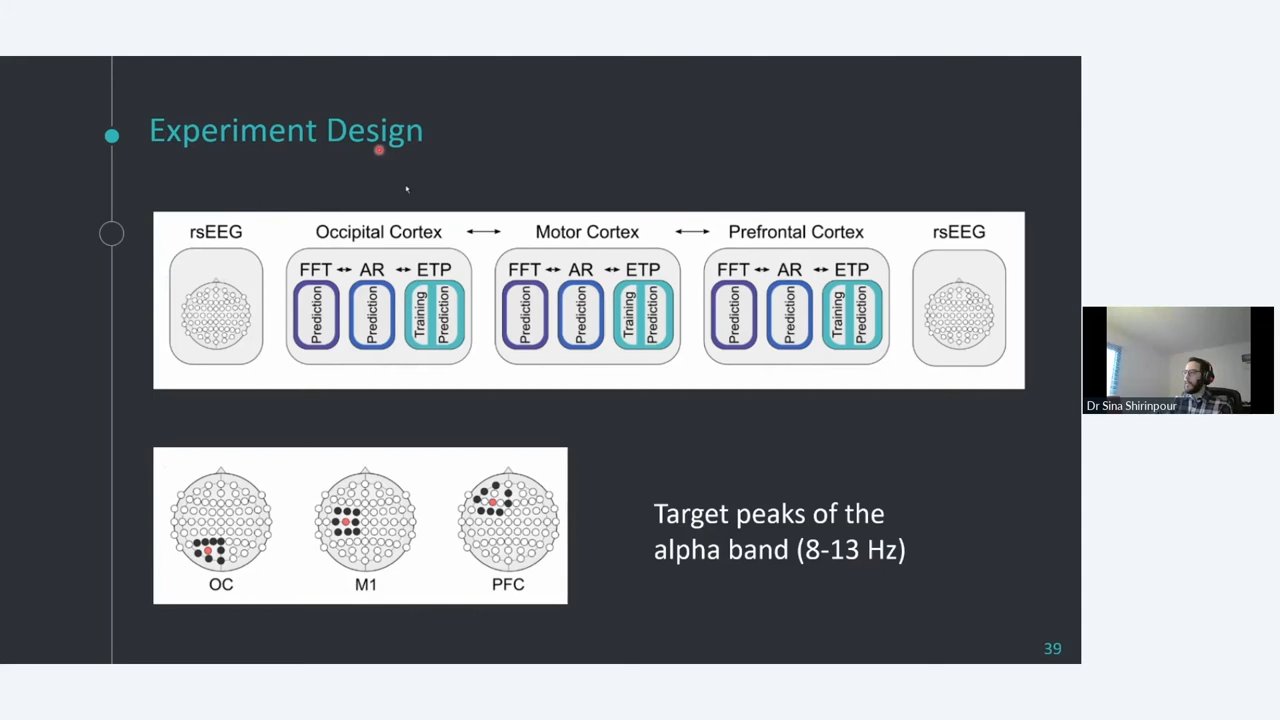 Experiment Design
rsEEG Occipital Cortex Motor Cortex Prefrontal Cortex rsEEG
FFT AR ETP FFT AR ETP FFT AR ETP
Prediction Prediction Training Prediction Prediction Prediction Training Prediction Prediction Prediction Training Prediction
Dr Sina Shirinpour
OC M1 PFC
Target peaks of the
alpha band (8-13 Hz)
39